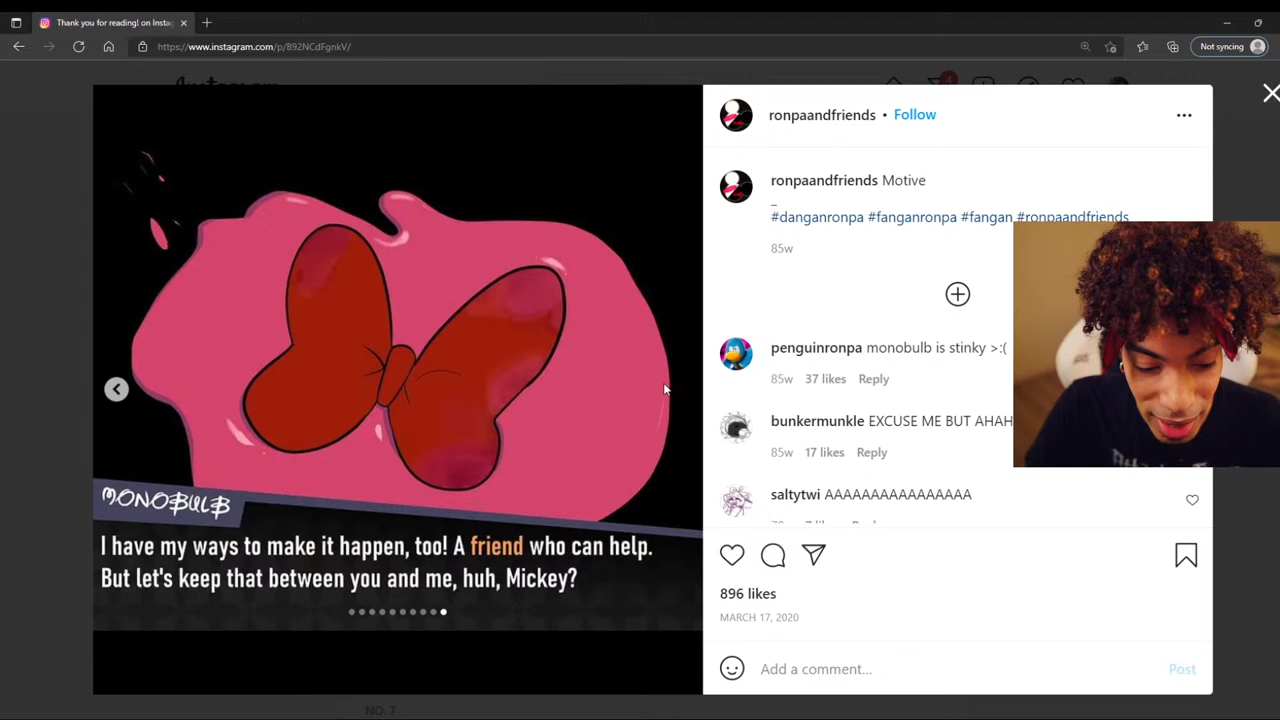 Thank you for reading! on Insta
https://www.instagram.com/p/B92NCdFgnkV/
Not syncing
Instagram
4
ronpaandfriends • Follow
ronpaandfriends Motive
_
#danganronpa #fanganronpa #fangan #ronpaandfriends
85w
penguinronpa monobulb is stinky >:(
85w 37 likes Reply
bunkermunkle EXCUSE ME BUT AHAH
85w 17 likes Reply
saltytwi AAAAAAAAAAAAAAAA
MONOBULB
I have my ways to make it happen, too! A friend who can help.
But let's keep that between you and me, huh, Mickey?
896 likes
MARCH 17, 2020
Add a comment...
Post
NO. 7